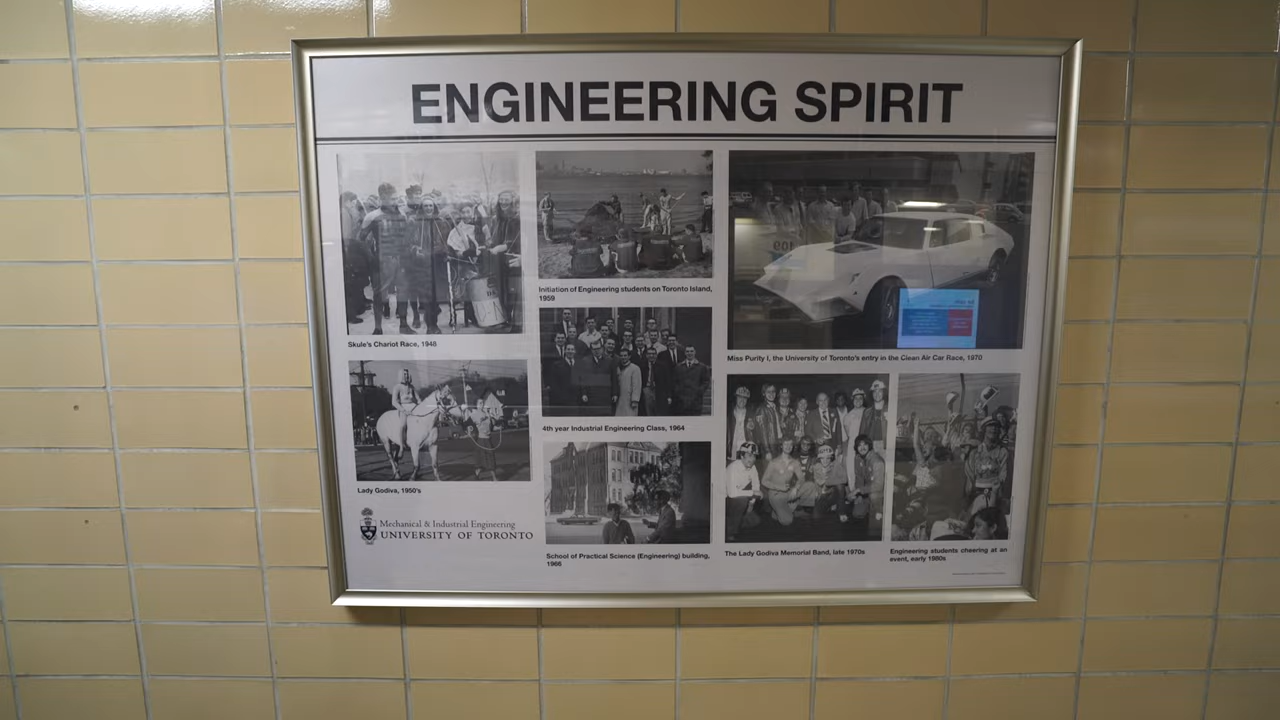 ENGINEERING SPIRIT
Skule's Chariot Race, 1948
Lady Godiva, 1950's
Mechanical & Industrial Engineering
UNIVERSITY OF TORONTO
Initiation of Engineering students on Toronto Island,
1959
4th year Industrial Engineering Class, 1964
School of Practical Science (Engineering) building,
1966
Miss Purity I, the University of Toronto's entry in the Clean Air Car Race, 1970
109
The Lady Godiva Memorial Band, late 1970s
Engineering students cheering at an
event, early 1980s